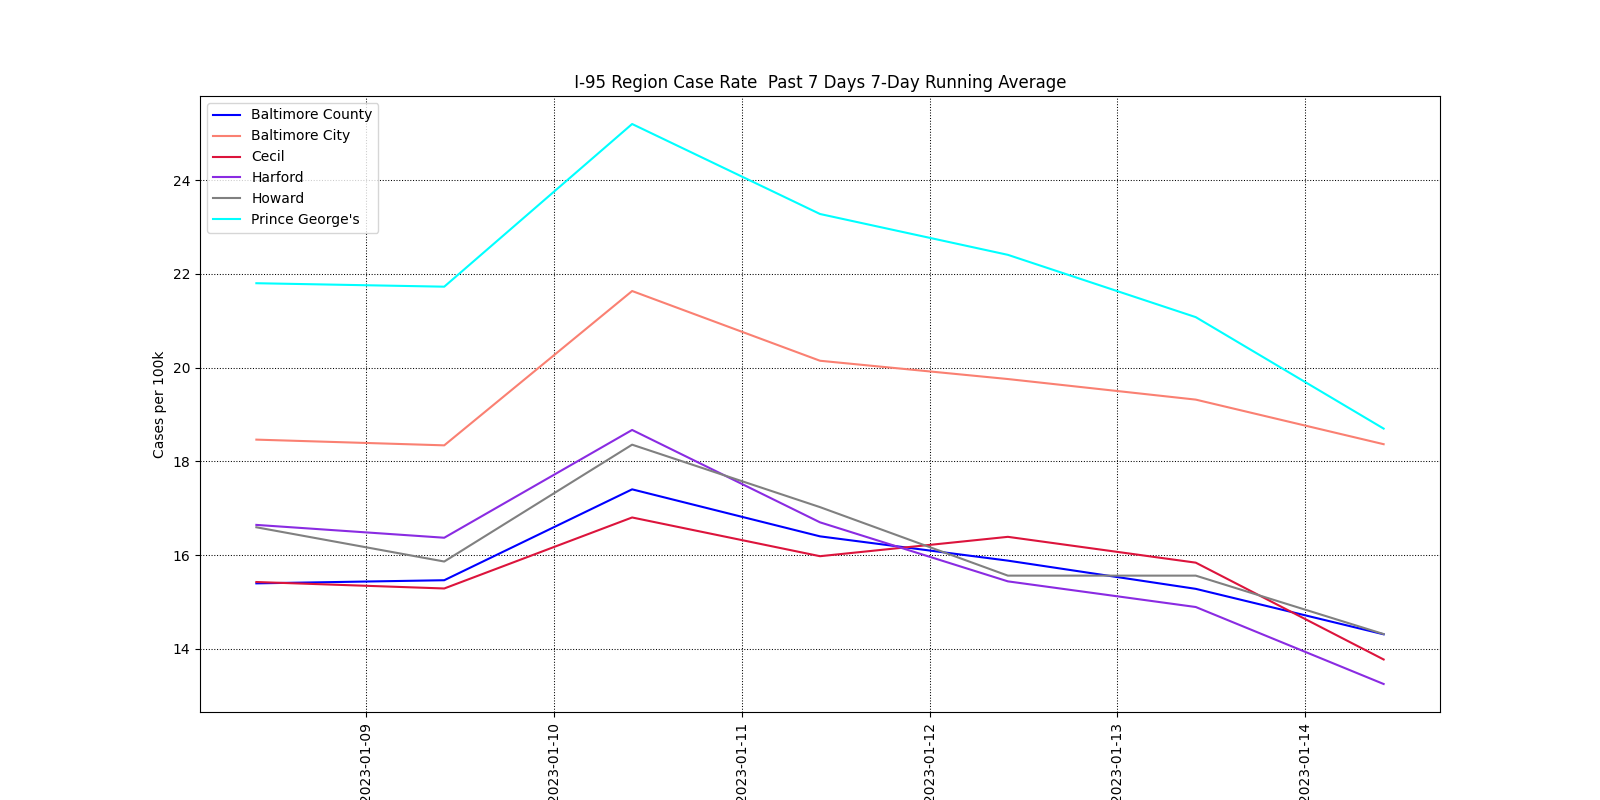 I-95 Region Case Rate  Past 7 Days 7-Day Running Average
Baltimore County
Baltimore City
Cecil
Harford
Howard
Prince George's
Cases per 100k
24
22
20
18
16
14
2023-01-09
2023-01-10
2023-01-11
2023-01-12
2023-01-13
2023-01-14